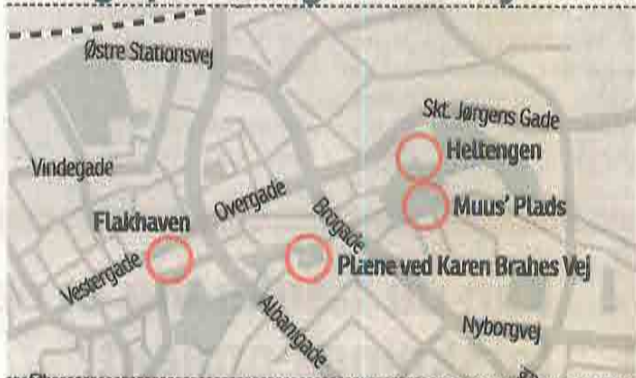 Østre Stationsvej
Skt. Jørgens Gade
Heltengen
Vindegade
Overgade
Muus' Plads
Flakhaven
Brogade
Plæne ved Karen Brahes Vej
Vestergade
Albanigade
Nyborgvej